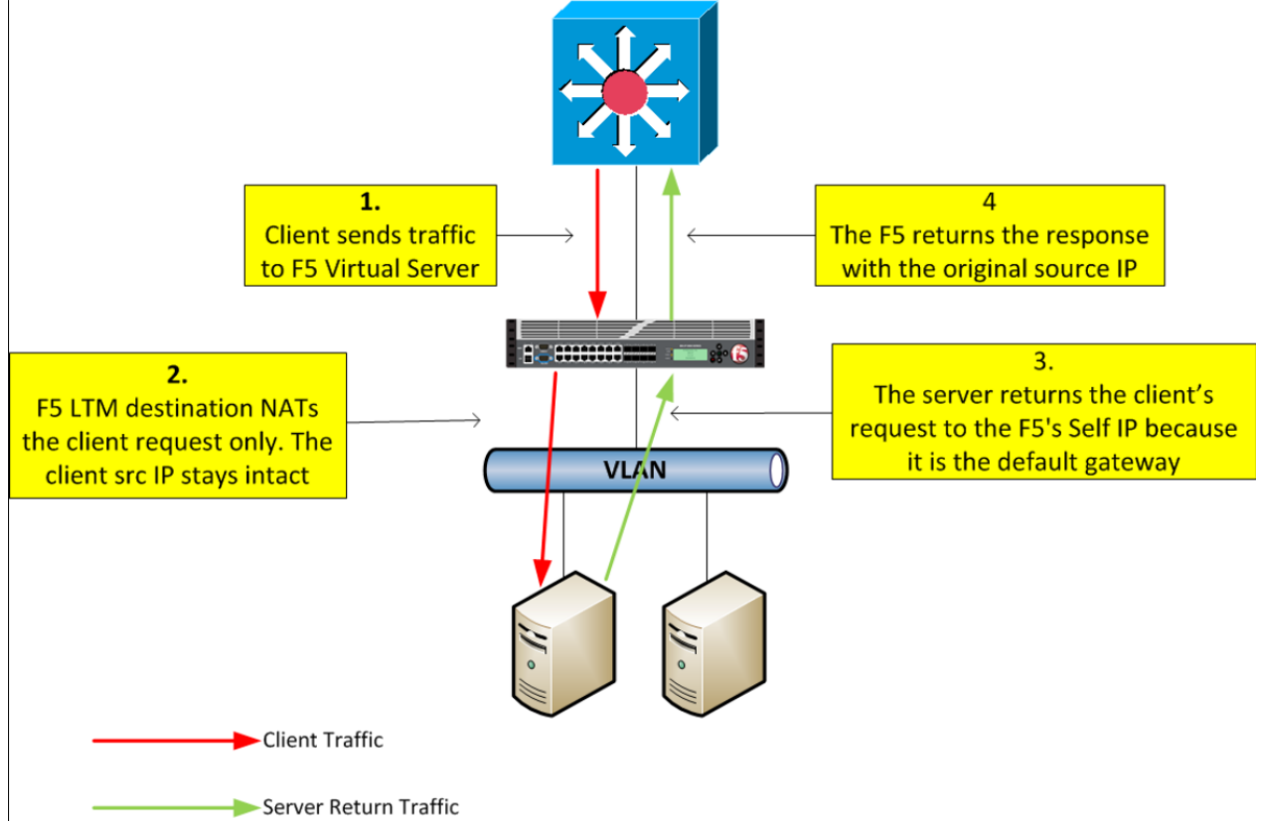 1.
Client sends traffic
to F5 Virtual Server
4
The F5 returns the response
with the original source IP
2.
F5 LTM destination NATs
the client request only. The
client src IP stays intact
3.
The server returns the client’s
request to the F5's Self IP because
it is the default gateway
f5
VLAN
Client Traffic
Server Return Traffic